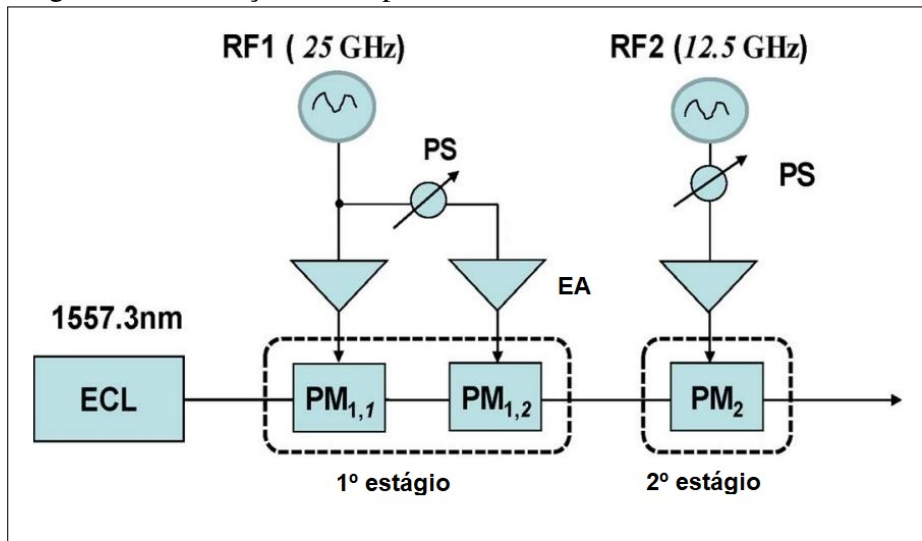 RF1 ( 25 GHz)
RF2 (12.5 GHz)
PS
PS
EA
1557.3nm
ECL
PM1,1
PM1,2
PM2
1º estágio
2º estágio